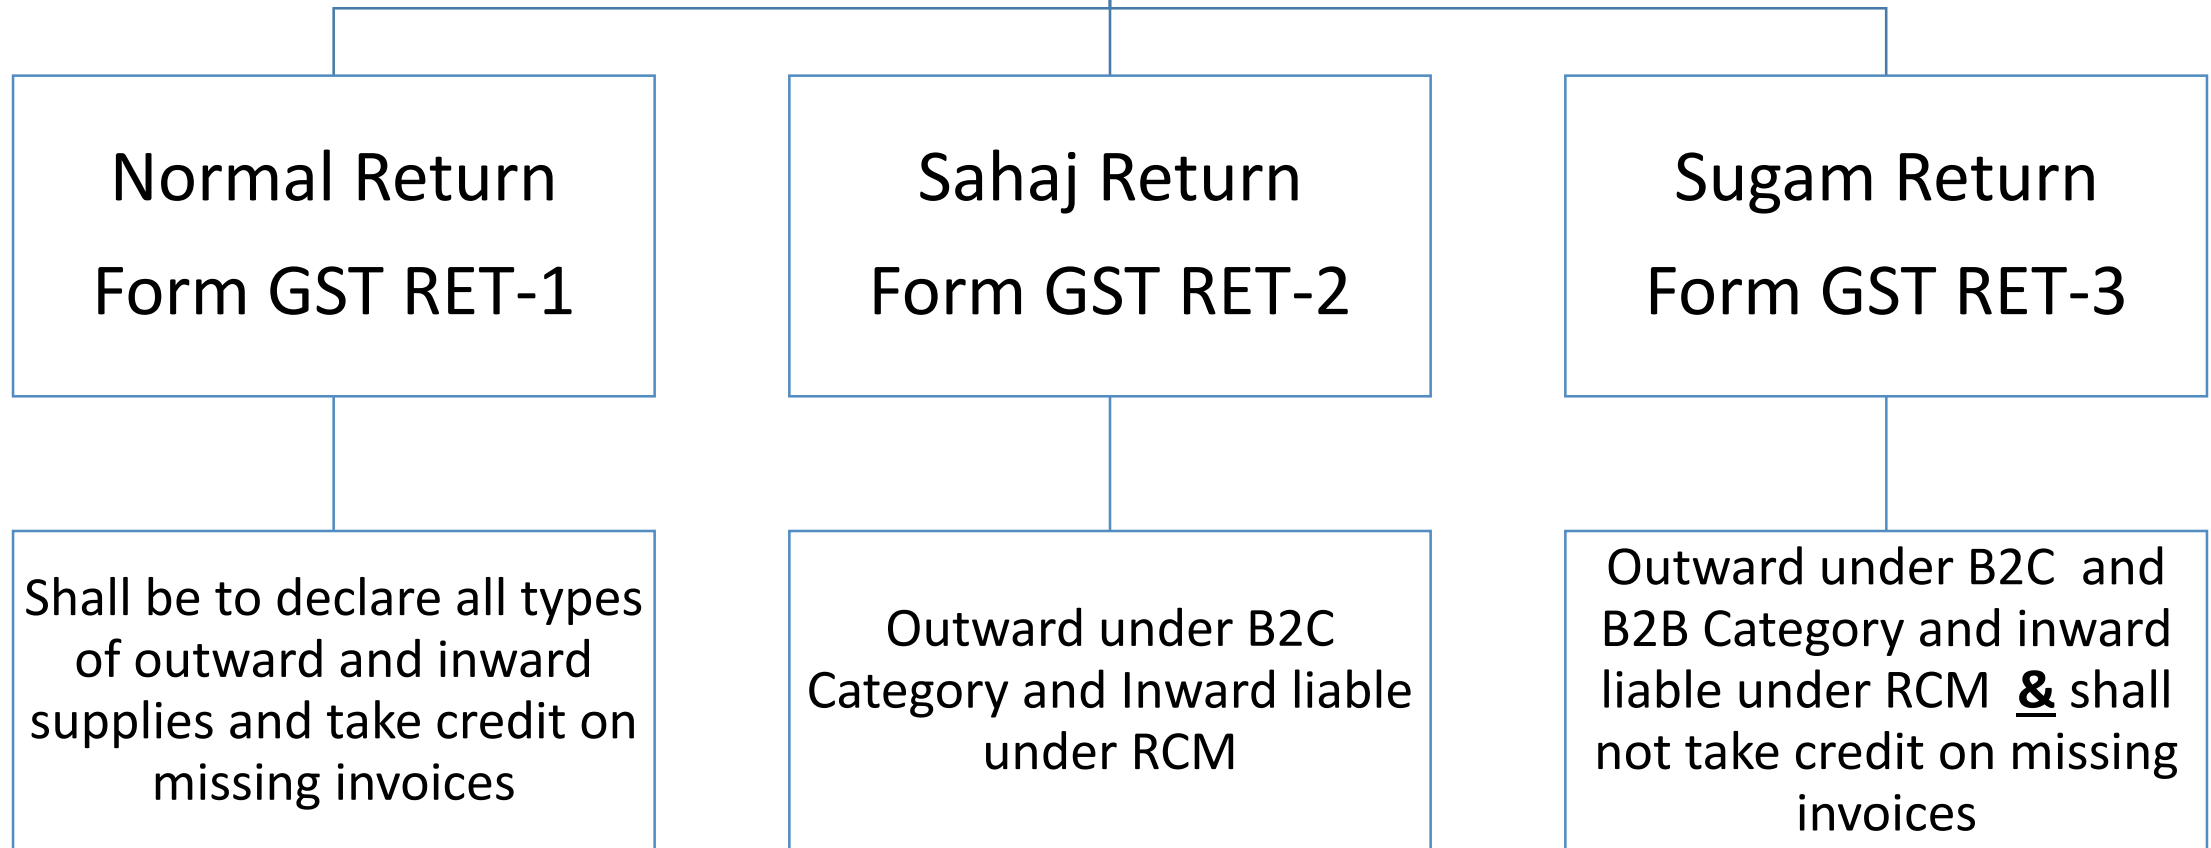 Normal Return
Form GST RET-1
Sahaj Return
Form GST RET-2
Sugam Return
Form GST RET-3
Shall be to declare all types
of outward and inward
supplies and take credit on
missing invoices
Outward under B2C
Category and Inward liable
under RCM
Outward under B2C and
B2B Category and inward
liable under RCM & shall
not take credit on missing
invoices